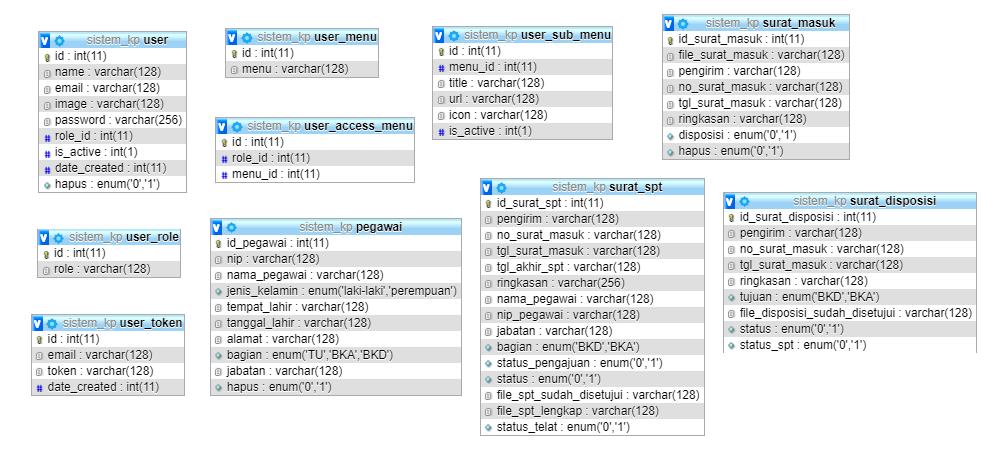 sistem_kp user
id : int(11)
name : varchar(128)
email : varchar(128)
image : varchar(128)
password : varchar(256)
role_id : int(11)
is_active : int(1)
date_created : int(11)
hapus : enum('0','1')
sistem_kp user_menu
id : int(11)
menu : varchar(128)
sistem_kp user_sub_menu
id : int(11)
menu_id : int(11)
title : varchar(128)
url : varchar(128)
icon : varchar(128)
is_active : int(1)
sistem_kp surat_masuk
id_surat_masuk : int(11)
file_surat_masuk : varchar(128)
pengirim : varchar(128)
no_surat_masuk : varchar(128)
tgl_surat_masuk : varchar(128)
ringkasan : varchar(128)
disposisi : enum('0','1')
hapus : enum('0','1')
sistem_kp user_access_menu
id : int(11)
role_id : int(11)
menu_id : int(11)
sistem_kp user_role
id : int(11)
role : varchar(128)
sistem_kp user_token
id : int(11)
email : varchar(128)
token : varchar(128)
date_created : int(11)
sistem_kp pegawai
id_pegawai : int(11)
nip : varchar(128)
nama_pegawai : varchar(128)
jenis_kelamin : enum('laki-laki','perempuan')
tempat_lahir : varchar(128)
tanggal_lahir : varchar(128)
alamat : varchar(128)
bagian : enum('TU','BKA','BKD')
jabatan : varchar(128)
hapus : enum('0','1')
sistem_kp surat_spt
id_surat_spt : int(11)
pengirim : varchar(128)
no_surat_masuk : varchar(128)
tgl_surat_masuk : varchar(128)
tgl_akhir_spt : varchar(128)
ringkasan : varchar(256)
nama_pegawai : varchar(128)
nip_pegawai : varchar(128)
jabatan : varchar(128)
bagian : enum('BKD','BKA')
status_pengajuan : enum('0','1')
status : enum('0','1')
file_spt_sudah_disetujui : varchar(128)
file_spt_lengkap : varchar(128)
status_telat : enum('0','1')
sistem_kp surat_disposisi
id_surat_disposisi : int(11)
pengirim : varchar(128)
no_surat_masuk : varchar(128)
tgl_surat_masuk : varchar(128)
ringkasan : varchar(128)
tujuan : enum('BKD','BKA')
file_disposisi_sudah_disetujui : varchar(128)
status : enum('0','1')
status_spt : enum('0','1')